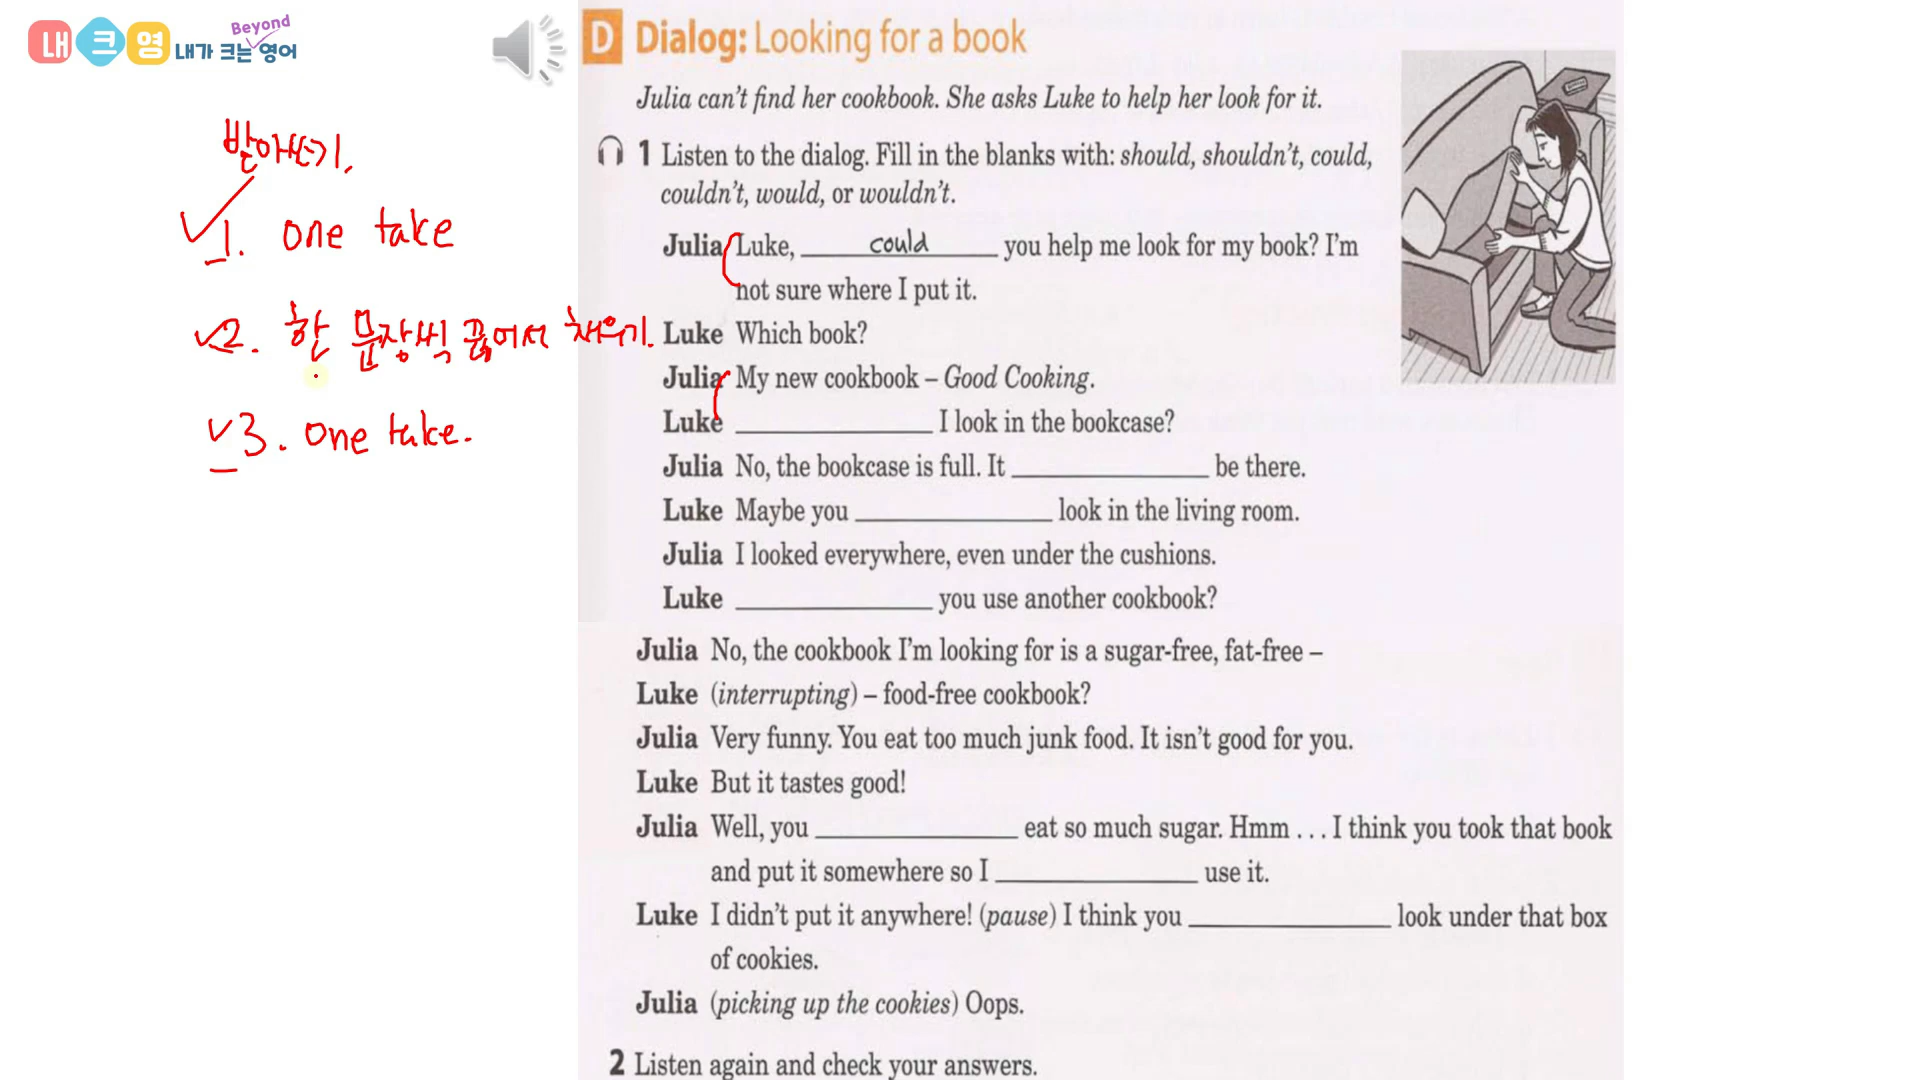 내 크 영 Beyond 내가 크는 영어
받아쓰기.
1. One take
2. 한 문장씩 끊어서 채우기.
3. One take.
D Dialog: Looking for a book
Julia can't find her cookbook. She asks Luke to help her look for it.
1 Listen to the dialog. Fill in the blanks with: should, shouldn't, could,
couldn't, would, or wouldn't.
Julia Luke, could you help me look for my book? I'm
not sure where I put it.
Luke Which book?
Julia My new cookbook – Good Cooking.
Luke ____________ I look in the bookcase?
Julia No, the bookcase is full. It ____________ be there.
Luke Maybe you ____________ look in the living room.
Julia I looked everywhere, even under the cushions.
Luke ____________ you use another cookbook?
Julia No, the cookbook I'm looking for is a sugar-free, fat-free –
Luke (interrupting) – food-free cookbook?
Julia Very funny. You eat too much junk food. It isn't good for you.
Luke But it tastes good!
Julia Well, you ____________ eat so much sugar. Hmm . . . I think you took that book
and put it somewhere so I ____________ use it.
Luke I didn't put it anywhere! (pause) I think you ____________ look under that box
of cookies.
Julia (picking up the cookies) Oops.
2 Listen again and check your answers.